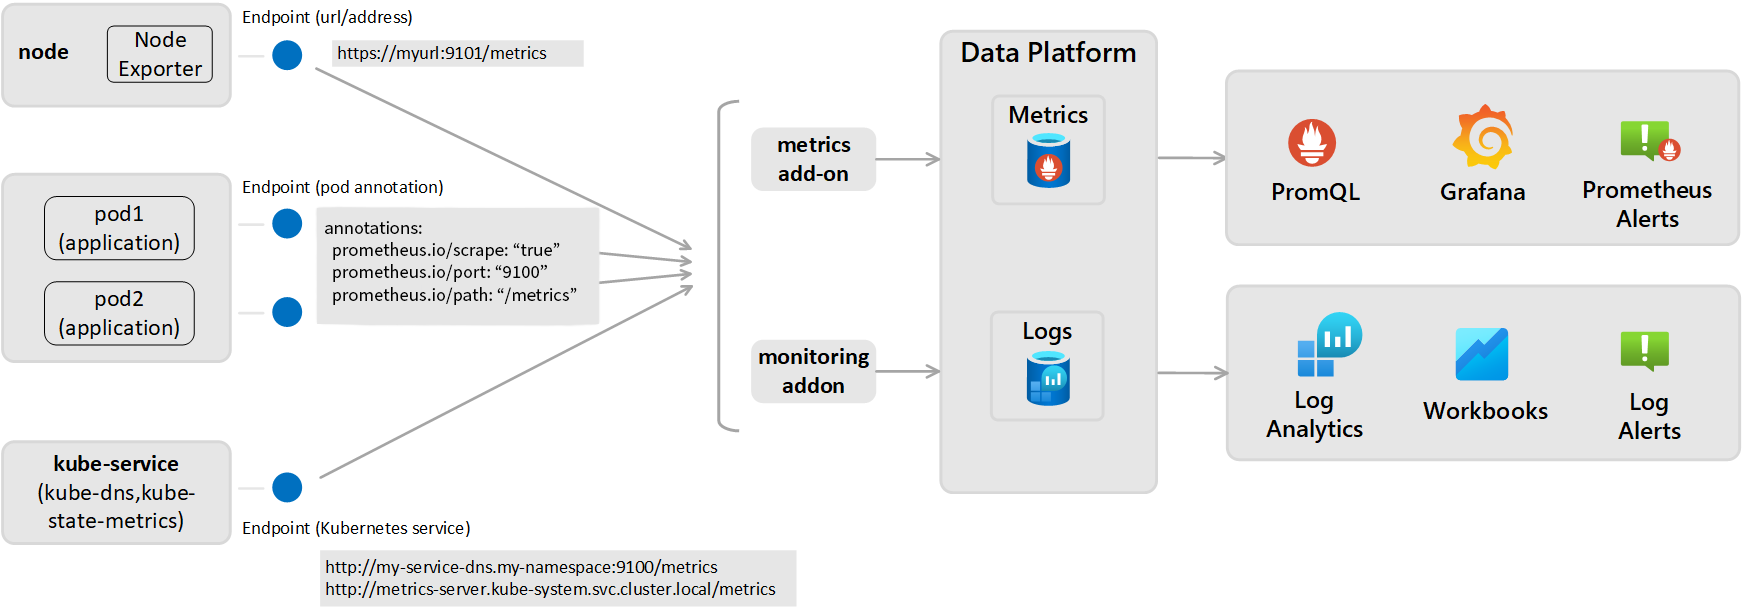 Endpoint (url/address)
node
Node
Exporter
https://myurl:9101/metrics
Endpoint (pod annotation)
pod1
(application)
pod2
(application)
annotations:
prometheus.io/scrape: “true”
prometheus.io/port: “9100”
prometheus.io/path: “/metrics”
kube-service
(kube-dns,kube-
state-metrics)
Endpoint (Kubernetes service)
http://my-service-dns.my-namespace:9100/metrics
http://metrics-server.kube-system.svc.cluster.local/metrics
metrics
add-on
monitoring
addon
Data Platform
Metrics
Logs
PromQL
Grafana
Prometheus
Alerts
Log
Analytics
Workbooks
Log
Alerts